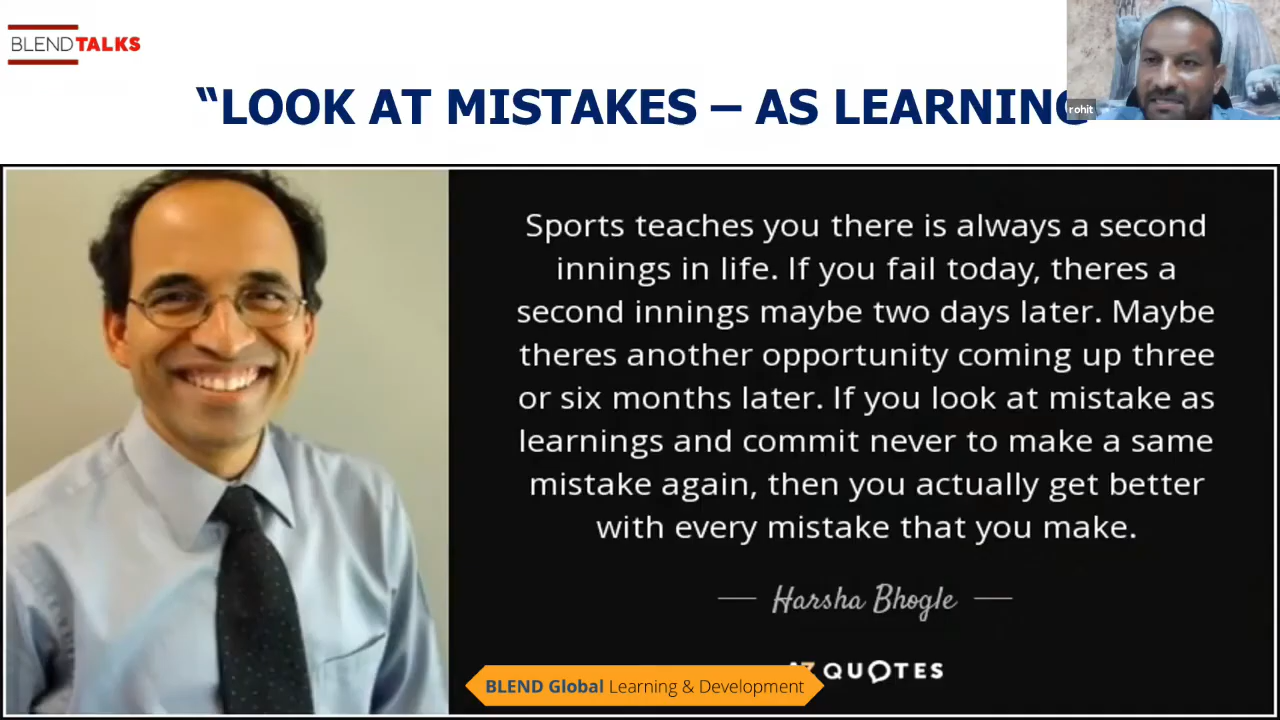 BLENDTALKS
rohit
“LOOK AT MISTAKES – AS LEARNING
Sports teaches you there is always a second
innings in life. If you fail today, theres a
second innings maybe two days later. Maybe
theres another opportunity coming up three
or six months later. If you look at mistake as
learnings and commit never to make a same
mistake again, then you actually get better
with every mistake that you make.
Harsha Bhogle
AZ QUOTES
BLEND Global Learning & Development